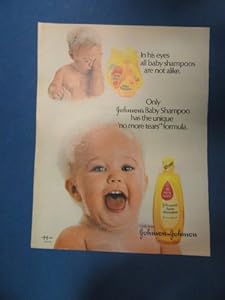 In his eyes
all baby shampoos
are not alike.
Only
Johnson's Baby Shampoo
has the unique
"no more tears" formula.
Johnson & Johnson